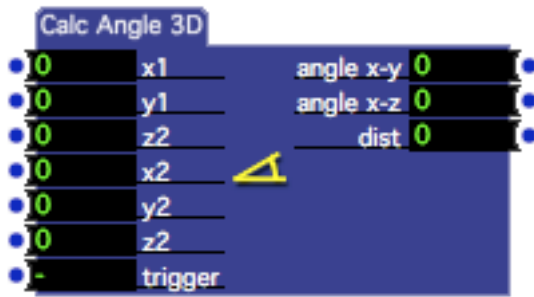 Calc Angle 3D
0 x1 angle x-y 0
0 y1 angle x-z 0
0 z2 dist 0
0 x2
0 y2
0 z2
- trigger